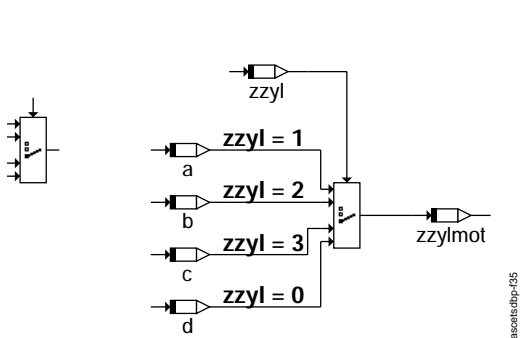 zzyl
zzyl = 1
a
zzyl = 2
b
zzyl = 3
c
zzyl = 0
d
zzylmot
ascetsdbp-f35